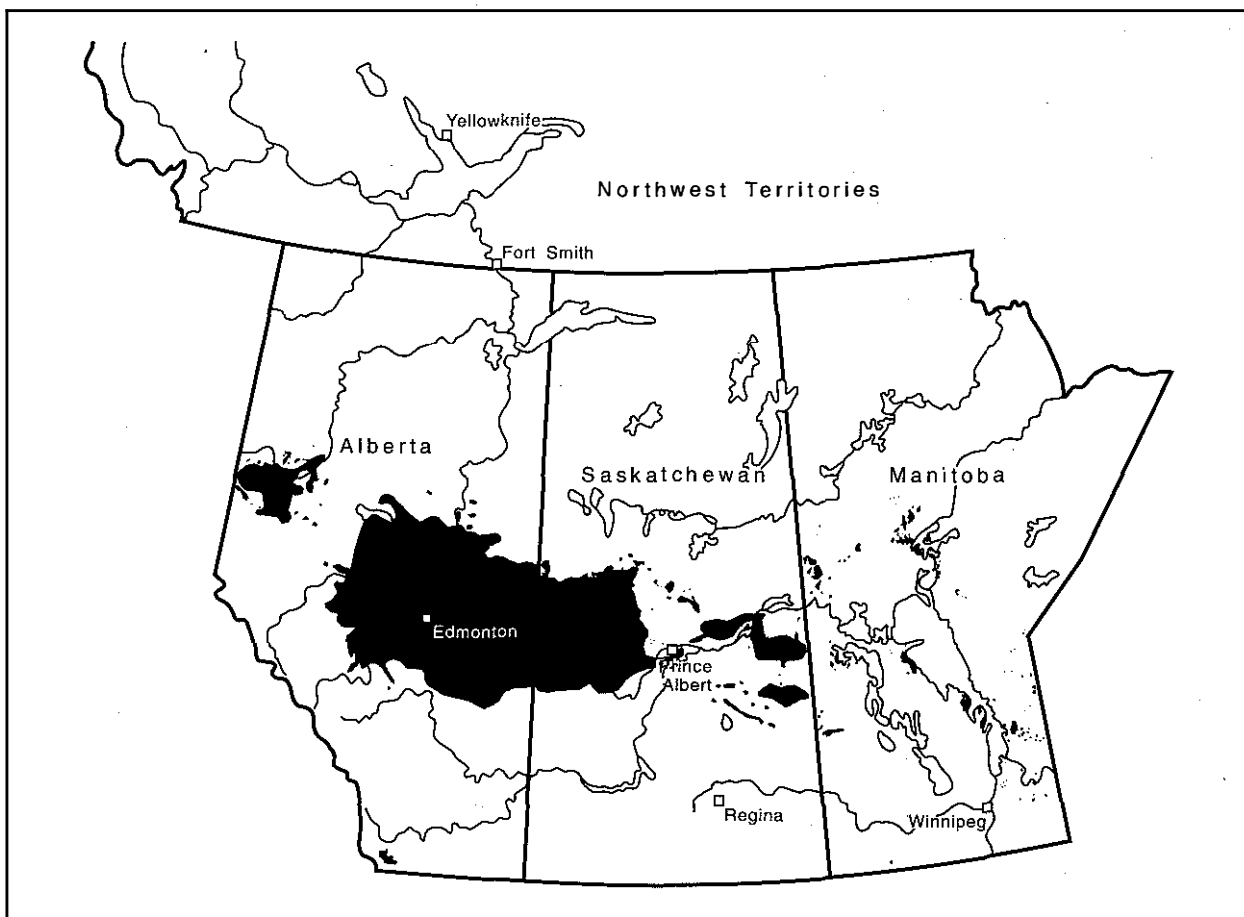 Yellowknife
Northwest Territories
Fort Smith
Alberta
Saskatchewan
Manitoba
Edmonton
Prince
Albert
Regina
Winnipeg